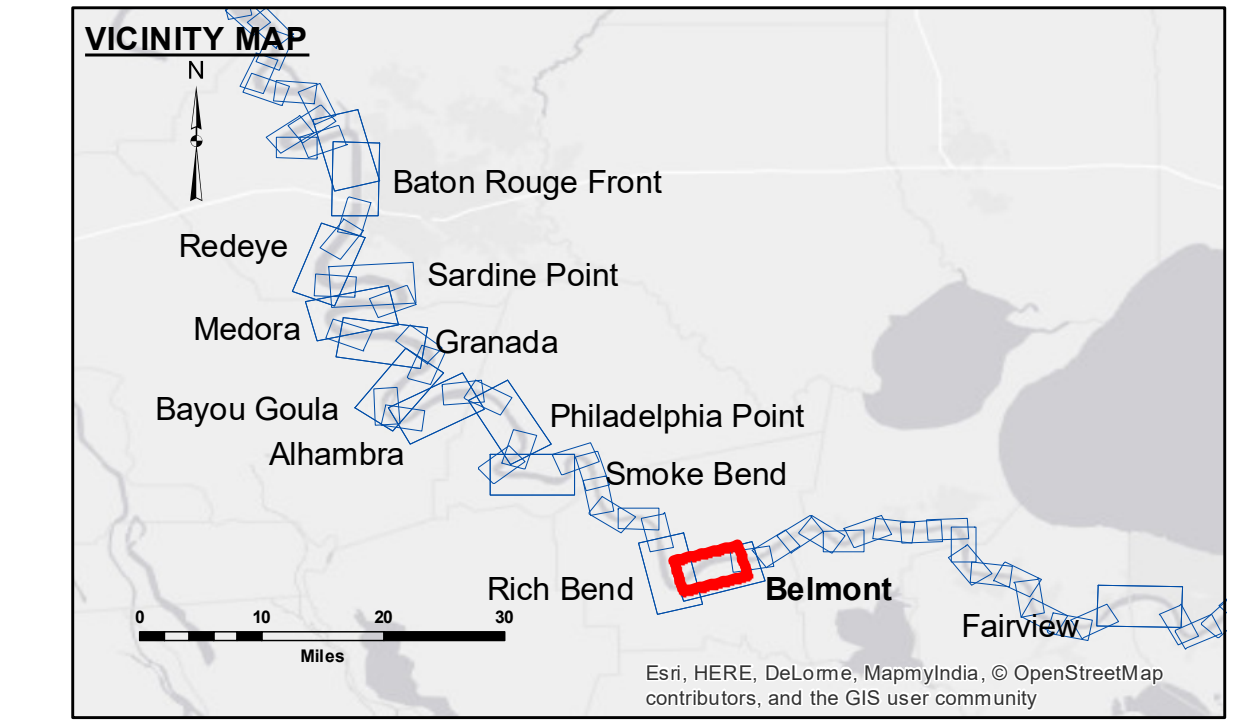 VICINITY MAP
N
Baton Rouge Front
Redeye
Sardine Point
Medora
Granada
Bayou Goula
Philadelphia Point
Alhambra
Smoke Bend
Rich Bend
Belmont
Fairview
0 10 20 30
Miles
Esri, HERE, DeLorme, MapmyIndia, © OpenStreetMap
contributors, and the GIS user community